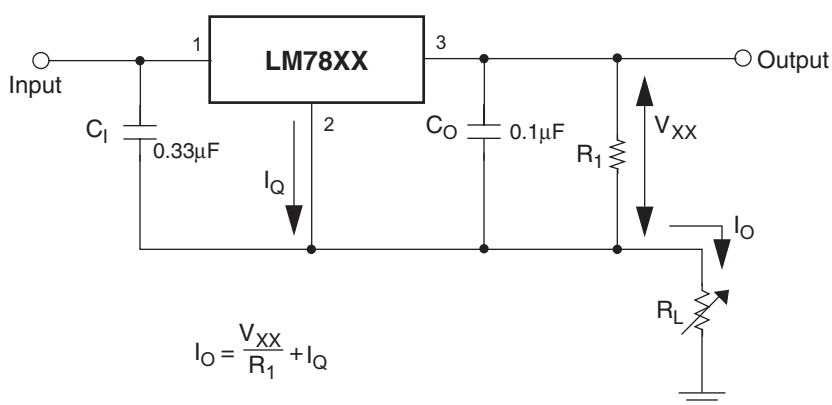 1
LM78XX
3
Input
Output
2
C_I
0.33μF
I_Q
C_O
0.1μF
R_1
V_XX
I_O
R_L
I_O = V_XX / R_1 + I_Q